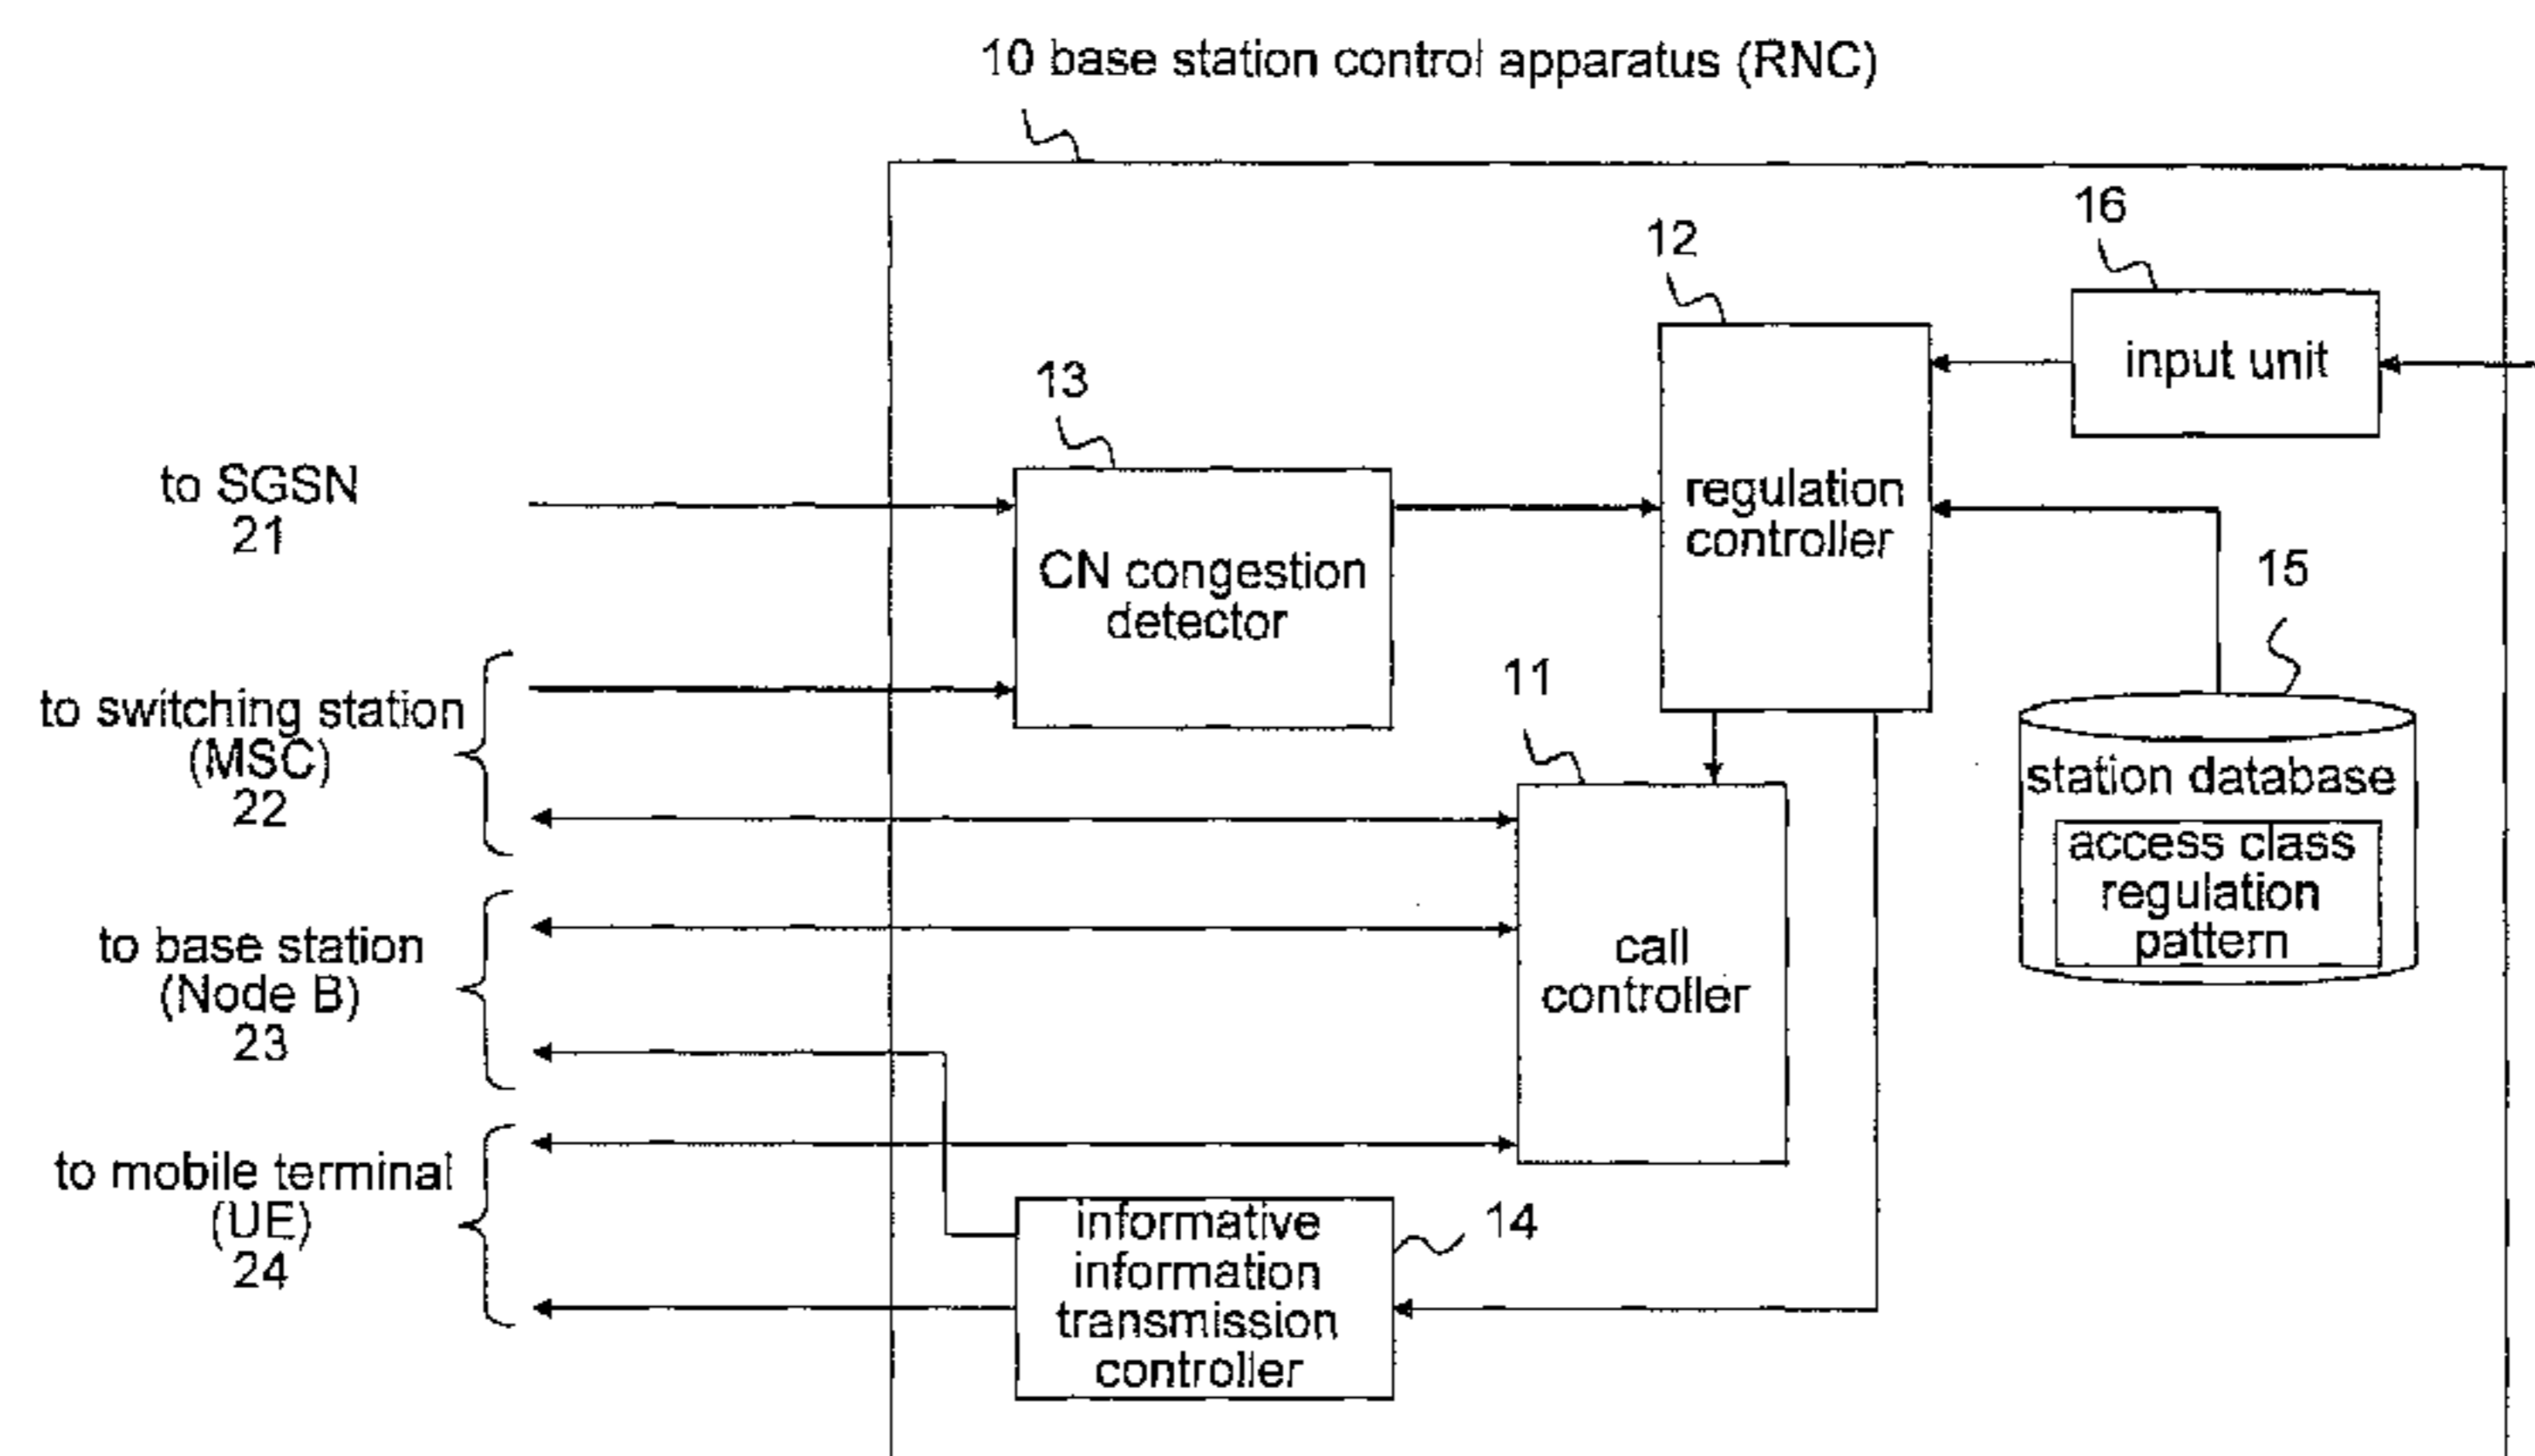 10 base station control apparatus (RNC)
16
12
input unit
13
regulation
controller
to SGSN
21
CN congestion
detector
15
11
to switching station
(MSC)
22
station database
access class
regulation
pattern
to base station
(Node B)
23
call
controller
to mobile terminal
(UE)
24
14
informative
information
transmission
controller